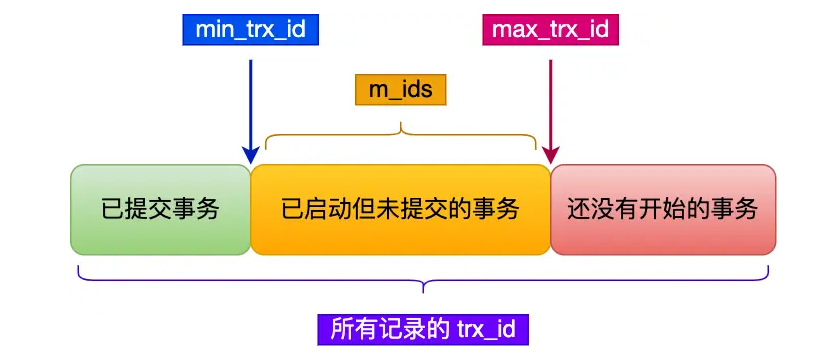 min_trx_id
max_trx_id
m_ids
已提交事务
已启动但未提交的事务
还没有开始的事务
所有记录的 trx_id